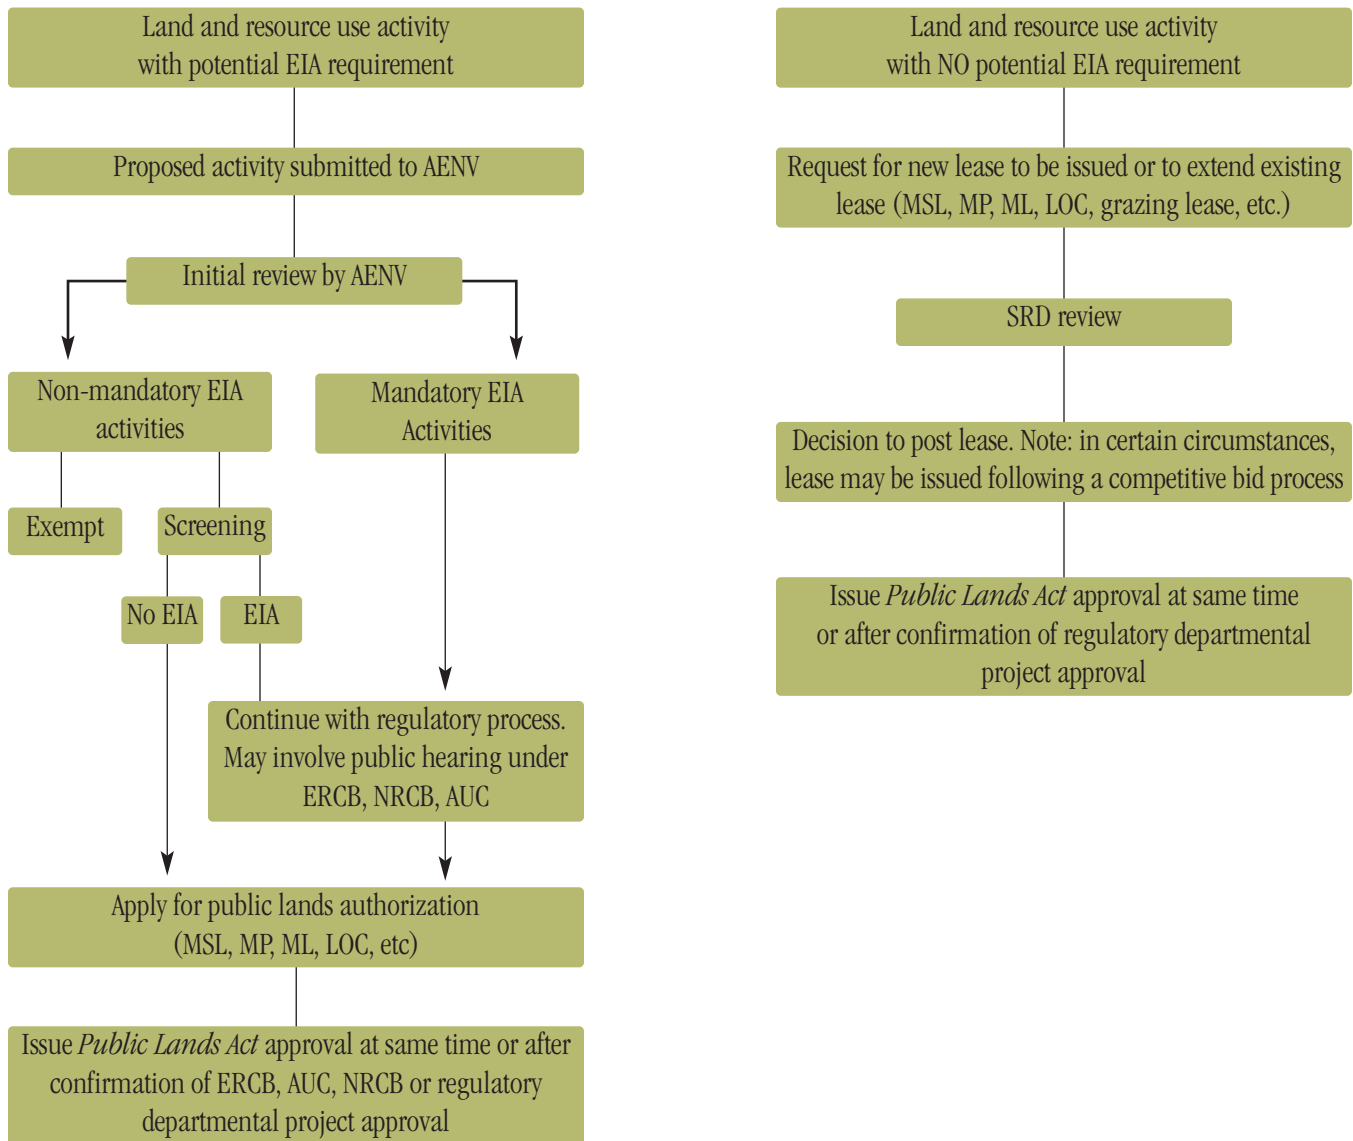 Land and resource use activity
with potential EIA requirement
Proposed activity submitted to AENV
Initial review by AENV
Non-mandatory EIA
activities
Mandatory EIA
Activities
Exempt
Screening
No EIA
EIA
Continue with regulatory process.
May involve public hearing under
ERCB, NRCB, AUC
Apply for public lands authorization
(MSL, MP, ML, LOC, etc)
Issue Public Lands Act approval at same time or after
confirmation of ERCB, AUC, NRCB or regulatory
departmental project approval
Land and resource use activity
with NO potential EIA requirement
Request for new lease to be issued or to extend existing
lease (MSL, MP, ML, LOC, grazing lease, etc.)
SRD review
Decision to post lease. Note: in certain circumstances,
lease may be issued following a competitive bid process
Issue Public Lands Act approval at same time
or after confirmation of regulatory departmental
project approval